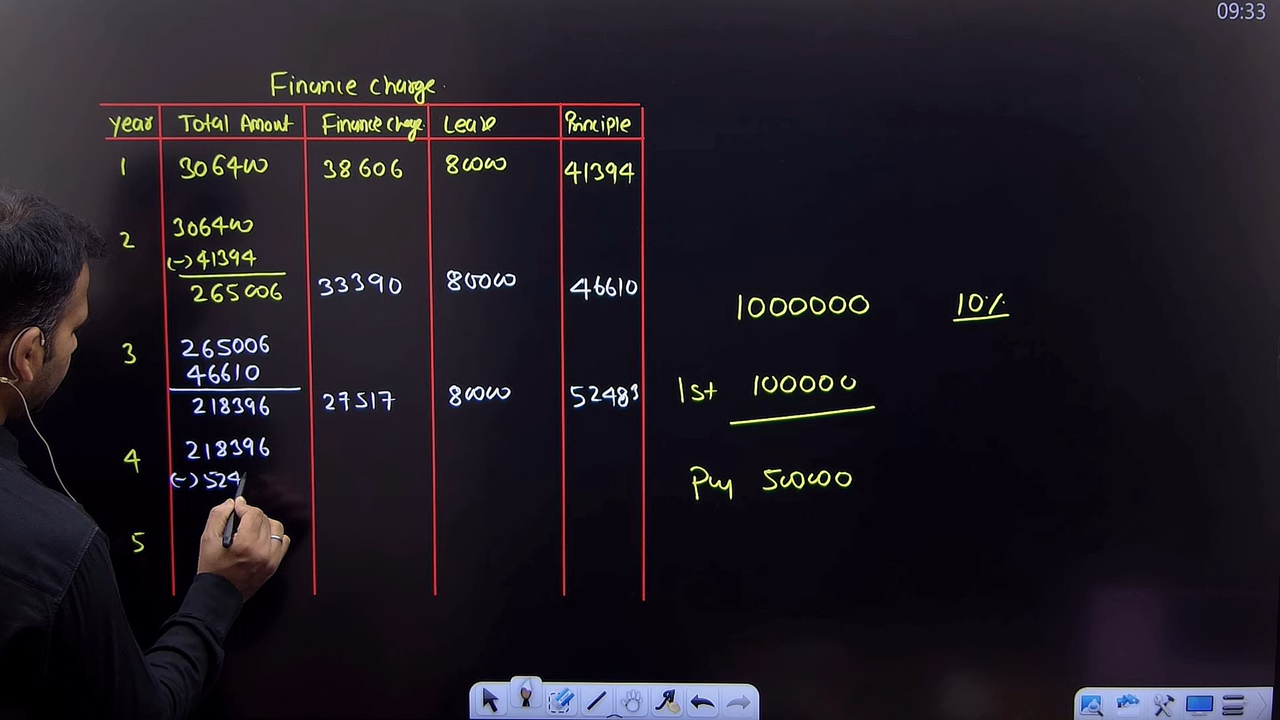 09:33
Finance charge.
Year Total Amount Finance charge Lease Principle
1 306400 38606 80000 41394
2 306400
(-) 41394
265006 33390 80000 46610
3 265006
46610
218396 27517 80000 52483
4 218396
(-) 524
5
1000000 10%
1st 100000
Pay 500000